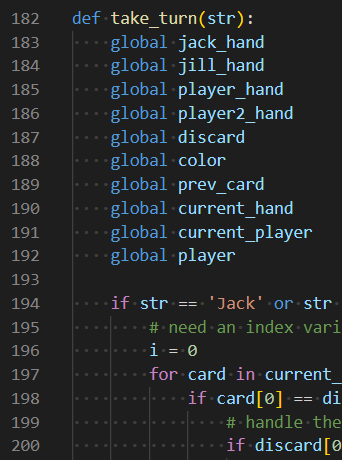 182 def take_turn(str):
183     global jack_hand
184     global jill_hand
185     global player_hand
186     global player2_hand
187     global discard
188     global color
189     global prev_card
190     global current_hand
191     global current_player
192     global player
193
194     if str == 'Jack' or str
195         # need an index vari
196         i = 0
197         for card in current_
198             if card[0] == di
199                 # handle the
200                 if discard[0